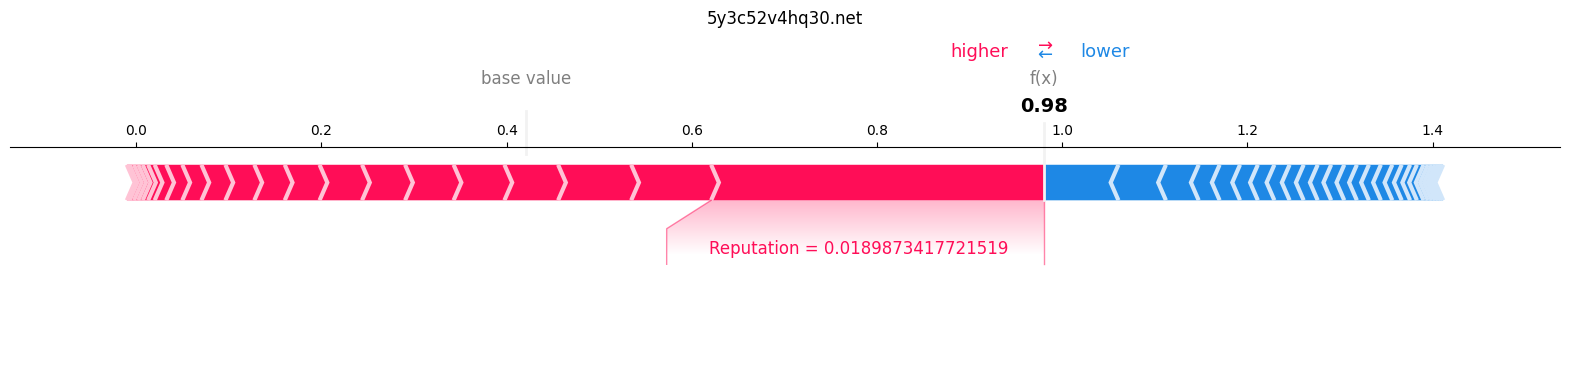 5y3c52v4hq30.net
higher → ← lower
base value f(x)
0.98
0.0 0.2 0.4 0.6 0.8 1.0 1.2 1.4
Reputation = 0.0189873417721519